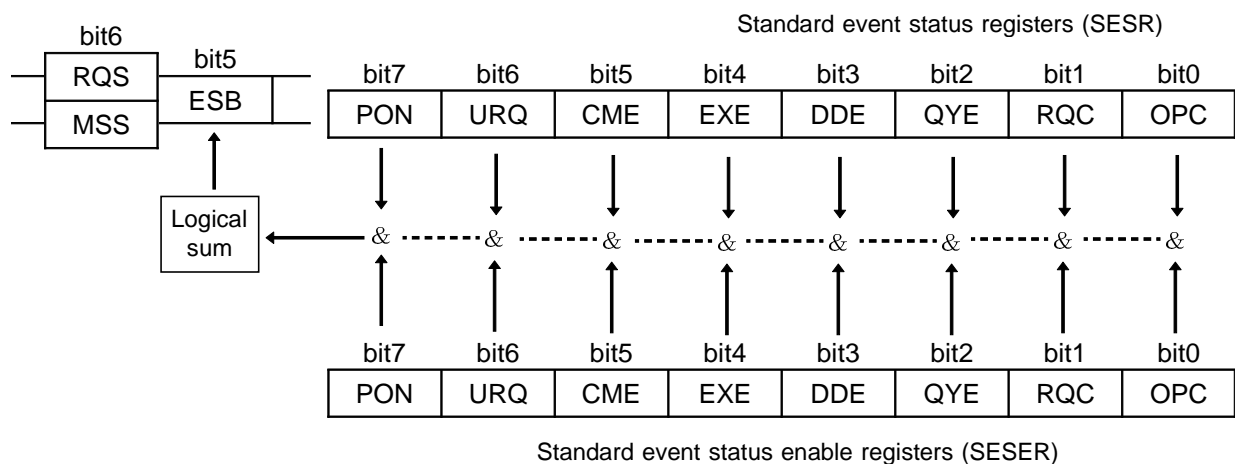 Standard event status registers (SESR)
bit6
bit5
bit7 bit6 bit5 bit4 bit3 bit2 bit1 bit0
RQS
MSS
ESB
PON URQ CME EXE DDE QYE RQC OPC
Logical
sum
& & & & & & & &
bit7 bit6 bit5 bit4 bit3 bit2 bit1 bit0
PON URQ CME EXE DDE QYE RQC OPC
Standard event status enable registers (SESER)